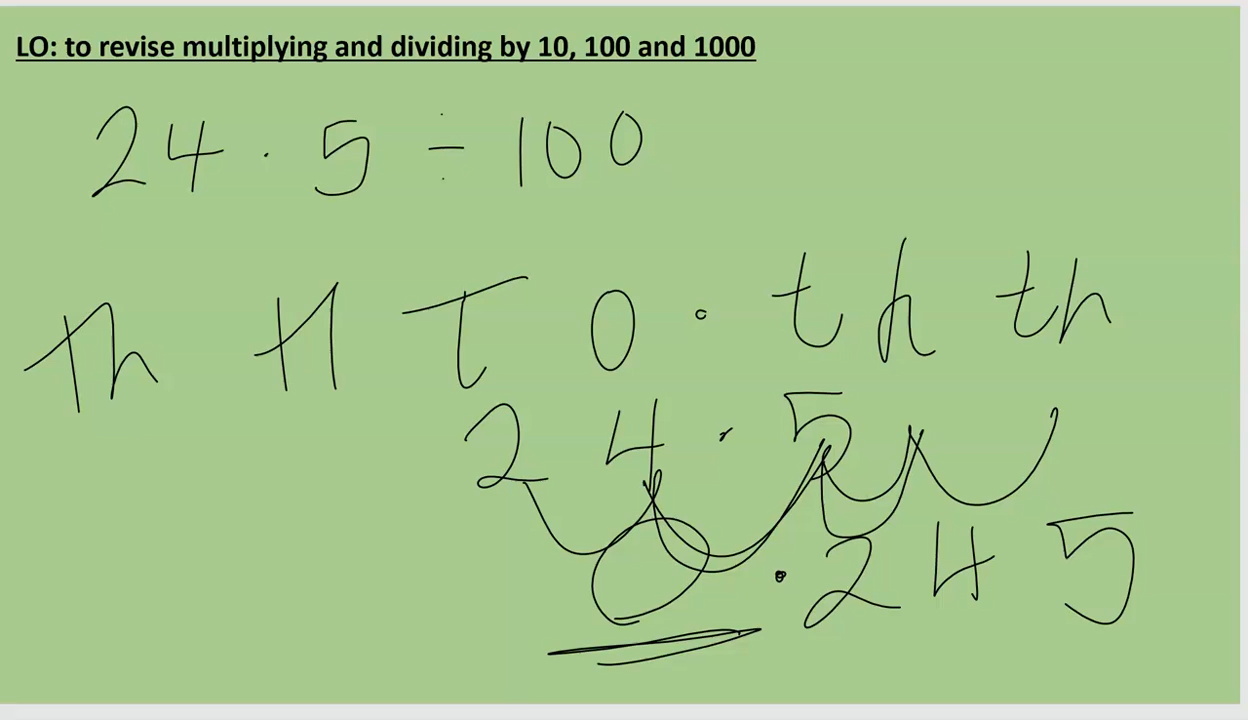 LO: to revise multiplying and dividing by 10, 100 and 1000
24.5 ÷ 100
Th H T O . t h th
24.5
0.245